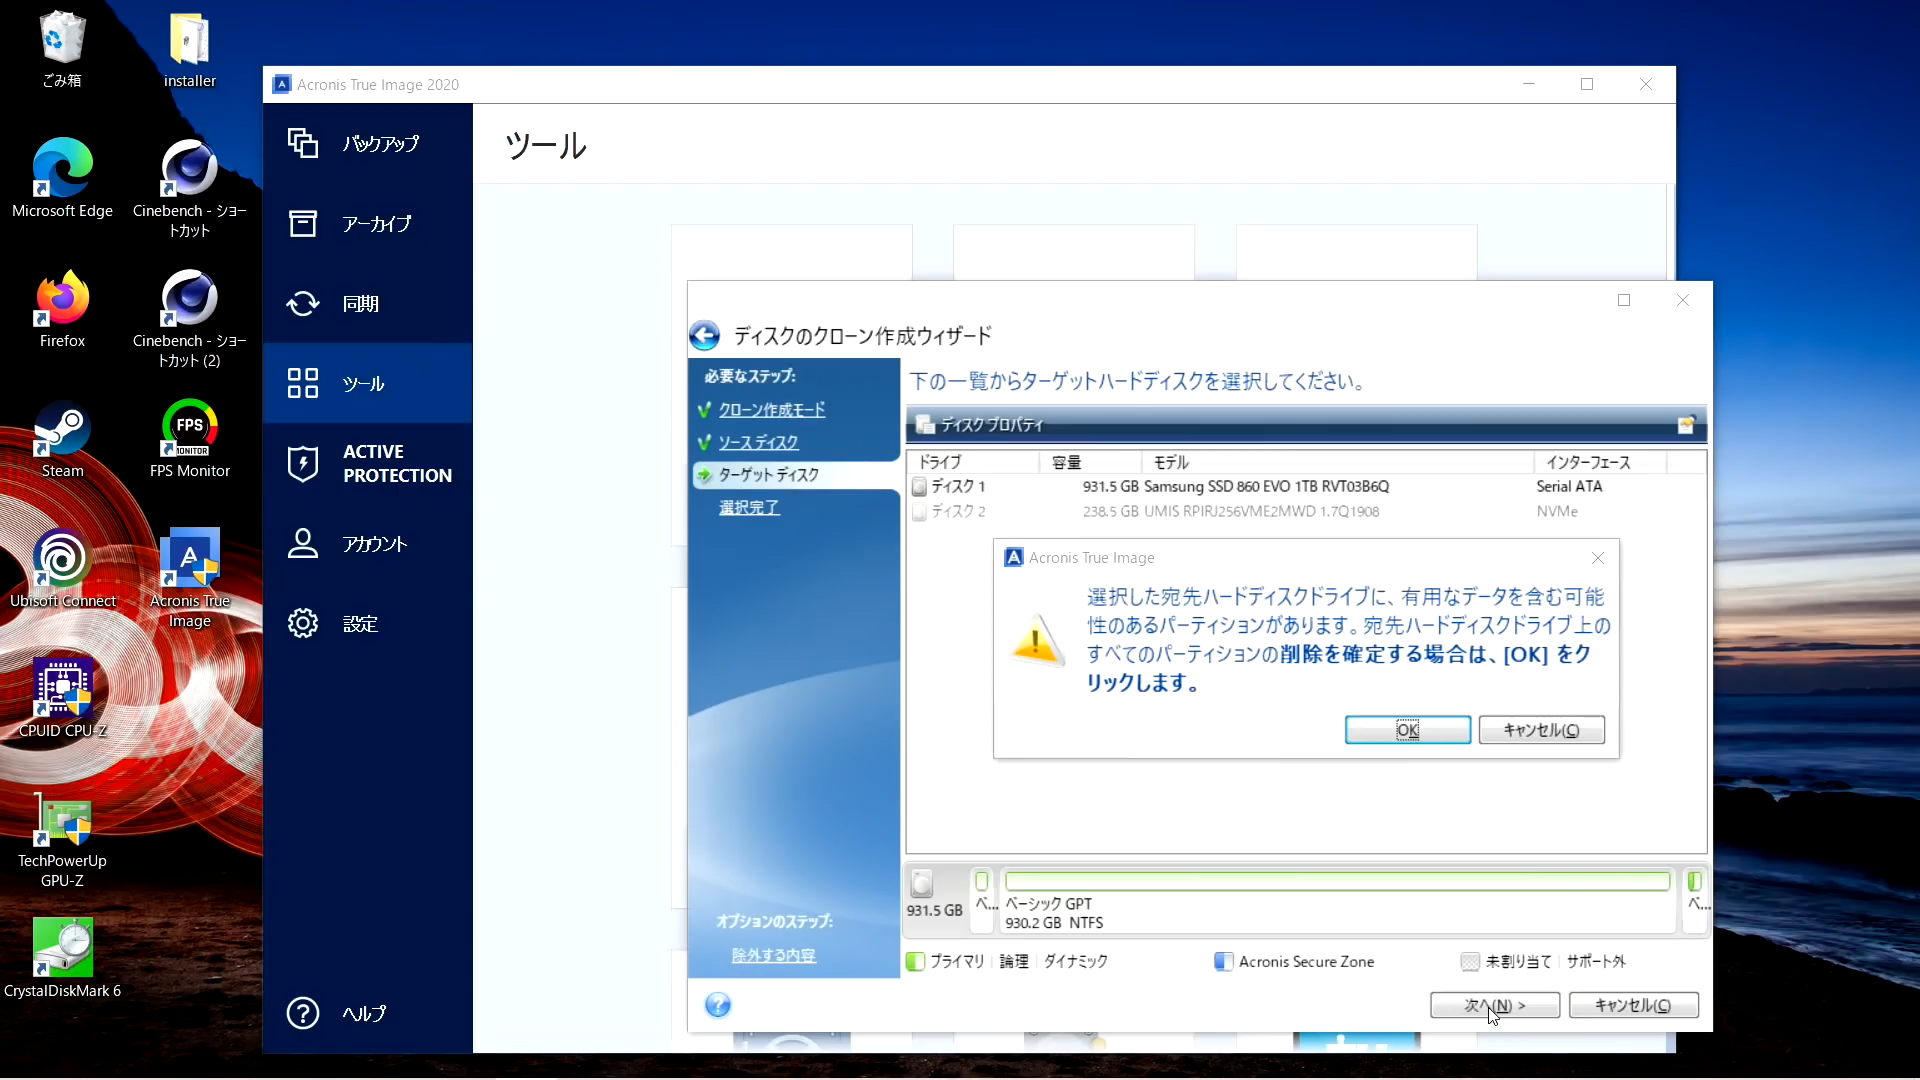 ごみ箱
installer
Microsoft Edge
Cinebench - ショー
トカット
Firefox
Cinebench - ショー
トカット (2)
Steam
FPS
MONITOR
FPS Monitor
Ubisoft Connect
Acronis True
Image
CPUID CPU-Z
TechPowerUp
GPU-Z
CrystalDiskMark 6
Acronis True Image 2020
バックアップ
アーカイブ
同期
ツール
ACTIVE
PROTECTION
アカウント
設定
ヘルプ
ツール
ディスクのクローン作成ウィザード
必要なステップ:
クローン作成モード
ソース ディスク
ターゲット ディスク
選択完了
オプションのステップ:
除外する内容
下の一覧からターゲットハードディスクを選択してください。
ディスク プロパティ
ドライブ 容量 モデル インターフェース
ディスク 1 931.5 GB Samsung SSD 860 EVO 1TB RVT03B6Q Serial ATA
ディスク 2 238.5 GB UMIS RPIRJ256VME2MWD 1.7Q1908 NVMe
Acronis True Image
選択した宛先ハードディスクドライブに、有用なデータを含む可能
性のあるパーティションがあります。宛先ハードディスクドライブ上の
すべてのパーティションの削除を確定する場合は、[OK] をク
リックします。
OK キャンセル(C)
931.5 GB
ベ...
ベーシック GPT
930.2 GB NTFS
ベ...
プライマリ 論理 ダイナミック Acronis Secure Zone 未割り当て サポート外
次へ(N) > キャンセル(C)